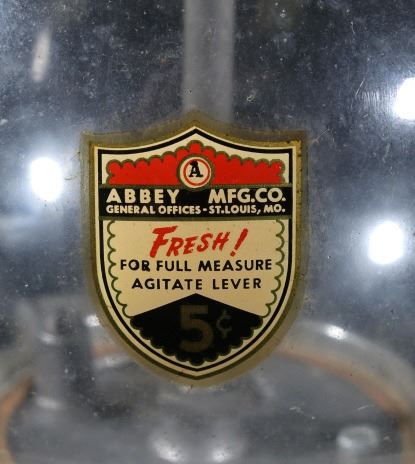 A
ABBEY MFG.CO.
GENERAL OFFICES-ST.LOUIS, MO.
FRESH!
FOR FULL MEASURE
AGITATE LEVER
5¢